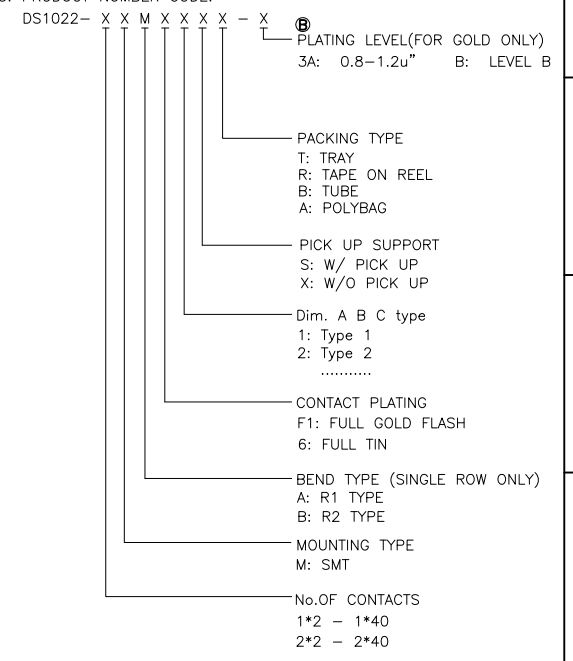 DS1022- X X M X X X X - X
Ⓑ
PLATING LEVEL(FOR GOLD ONLY)
3A: 0.8-1.2u" B: LEVEL B
PACKING TYPE
T: TRAY
R: TAPE ON REEL
B: TUBE
A: POLYBAG
PICK UP SUPPORT
S: W/ PICK UP
X: W/O PICK UP
Dim. A B C type
1: Type 1
2: Type 2
...........
CONTACT PLATING
F1: FULL GOLD FLASH
6: FULL TIN
BEND TYPE (SINGLE ROW ONLY)
A: R1 TYPE
B: R2 TYPE
MOUNTING TYPE
M: SMT
No.OF CONTACTS
1*2 - 1*40
2*2 - 2*40